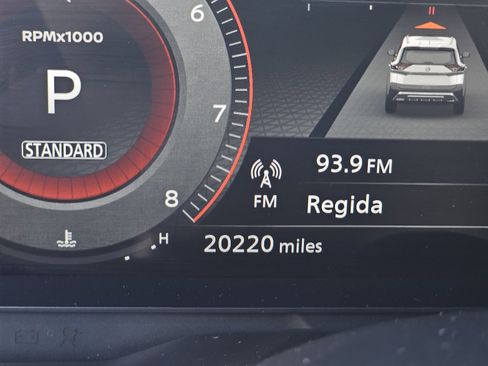 6
RPMx1000
P
7
STANDARD
93.9 FM
8
FM
Regida
H
20220 miles